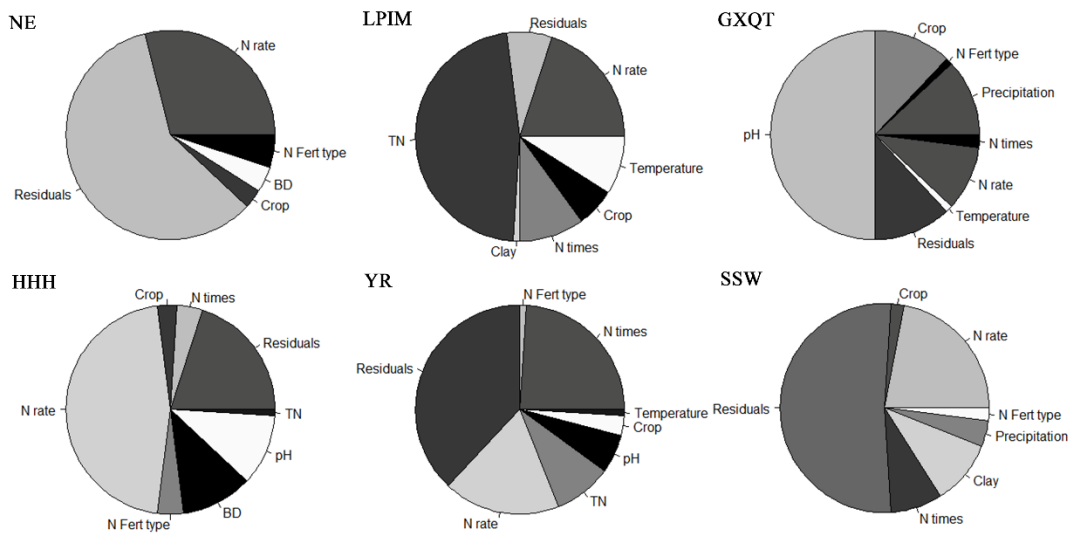 NE
N rate
Residuals
N Fert type
BD
Crop
LPIM
Residuals
N rate
TN
Temperature
Crop
N times
Clay
GXQT
Crop
N Fert type
Precipitation
pH
N times
N rate
Temperature
Residuals
HHH
Crop
N times
Residuals
N rate
TN
pH
BD
N Fert type
YR
N Fert type
N times
Residuals
Temperature
Crop
pH
TN
N rate
SSW
Crop
N rate
Residuals
N Fert type
Precipitation
Clay
N times